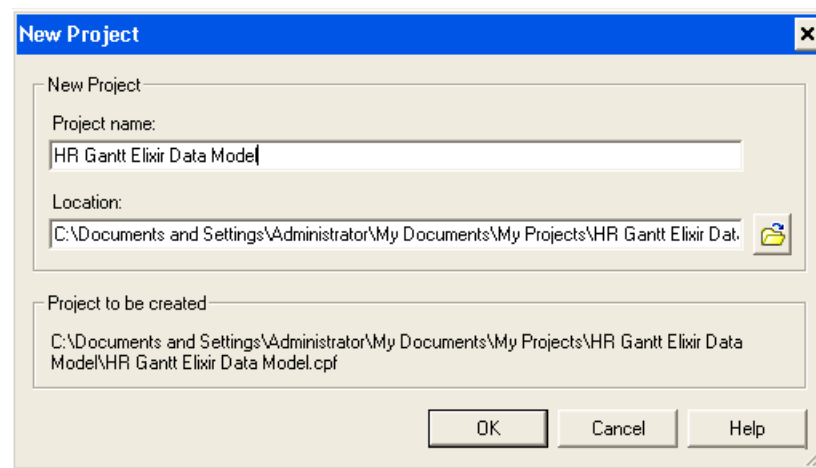 New Project
New Project
Project name:
HR Gantt Elixir Data Model
Location:
C:\Documents and Settings\Administrator\My Documents\My Projects\HR Gantt Elixir Dat
Project to be created
C:\Documents and Settings\Administrator\My Documents\My Projects\HR Gantt Elixir Data
Model\HR Gantt Elixir Data Model.cpf
OK Cancel Help